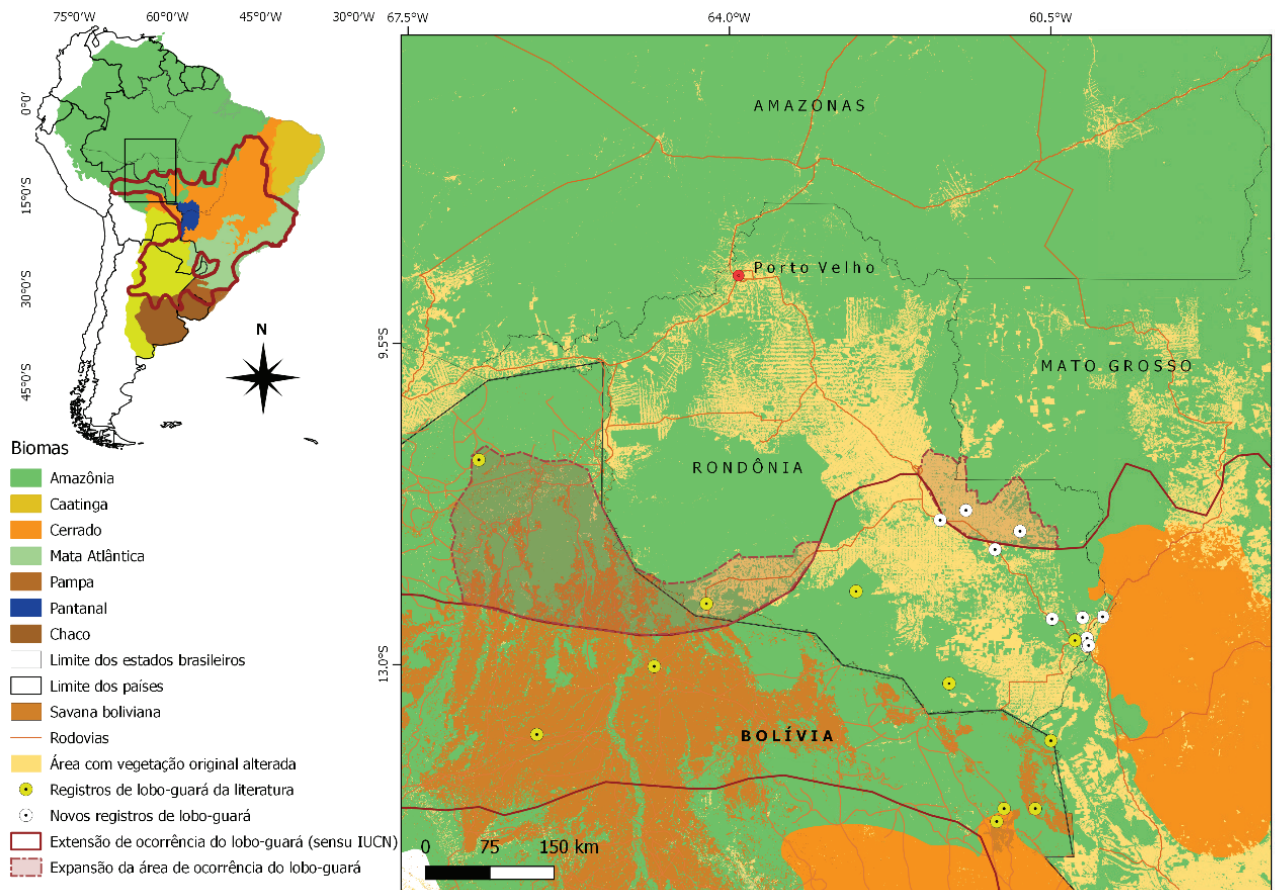 75°0'W 60°0'W 45°0'W 30°0'W
0°0'
15°0'S
30°0'S
45°0'S
N
67.5°W 64.0°W 60.5°W
9.5°S
13.0°S
AMAZONAS
Porto Velho
MATO GROSSO
RONDÔNIA
BOLÍVIA
0 75 150 km
Biomas
Amazônia
Caatinga
Cerrado
Mata Atlântica
Pampa
Pantanal
Chaco
Limite dos estados brasileiros
Limite dos países
Savana boliviana
Rodovias
Área com vegetação original alterada
Registros de lobo-guará da literatura
Novos registros de lobo-guará
Extensão de ocorrência do lobo-guará (sensu IUCN)
Expansão da área de ocorrência do lobo-guará